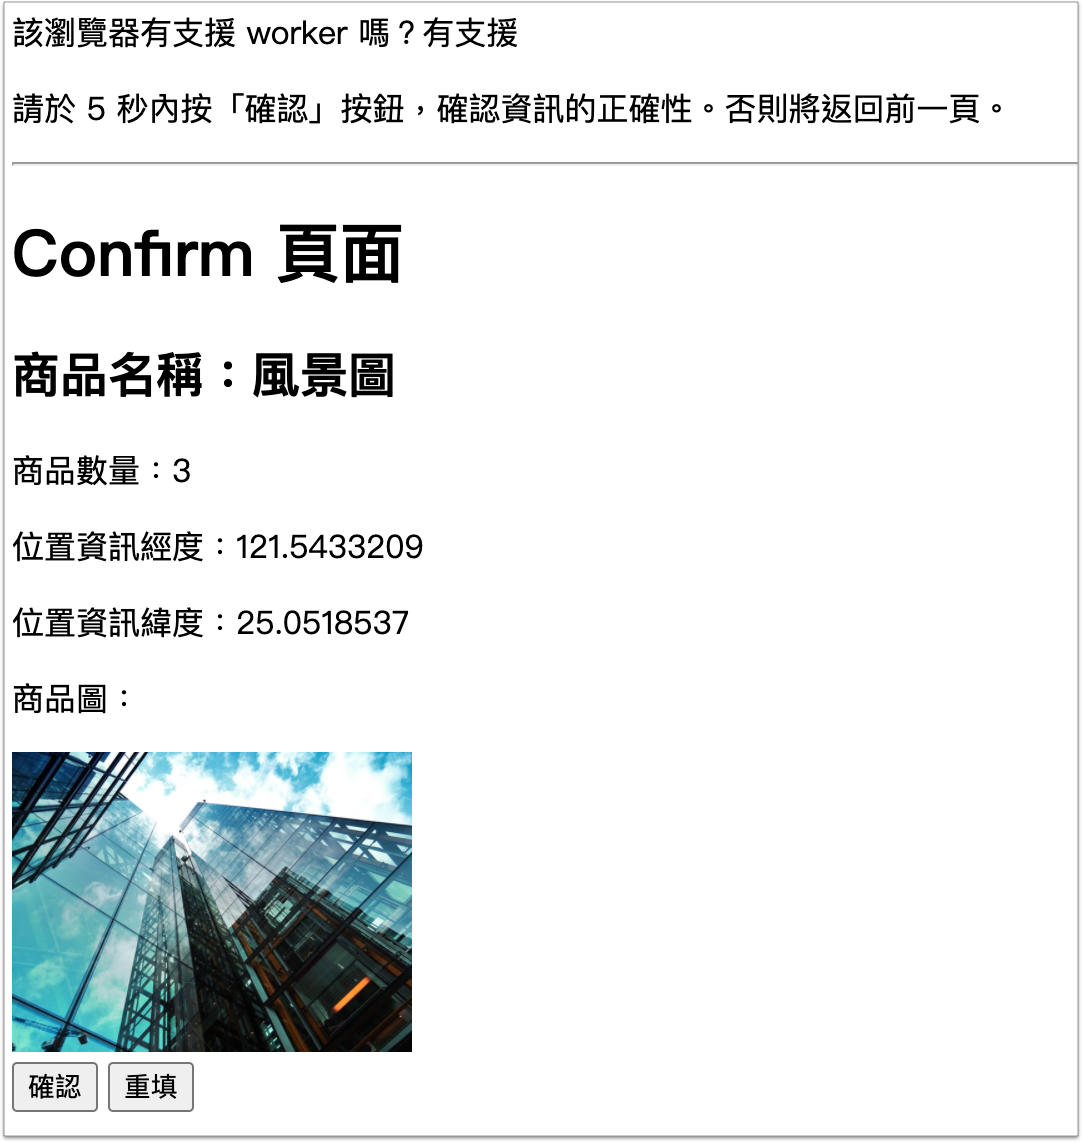 該瀏覽器有支援 worker 嗎？有支援
請於 5 秒內按「確認」按鈕，確認資訊的正確性。否則將返回前一頁。
Confirm 頁面
商品名稱：風景圖
商品數量：3
位置資訊經度：121.5433209
位置資訊緯度：25.0518537
商品圖：
確認 重填